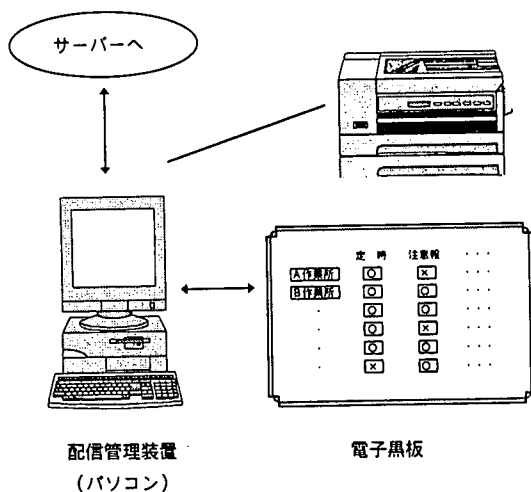 サーバーへ
定 時 注意報 ・・・
A作業所 ○ × ・・・
B作業所 ○ ○ ・・・
・ ○ ○ ・・・
・ ○ × ・・・
・ ○ ○ ・・・
・ × ○ ・・・
配信管理装置
(パソコン)
電子黒板